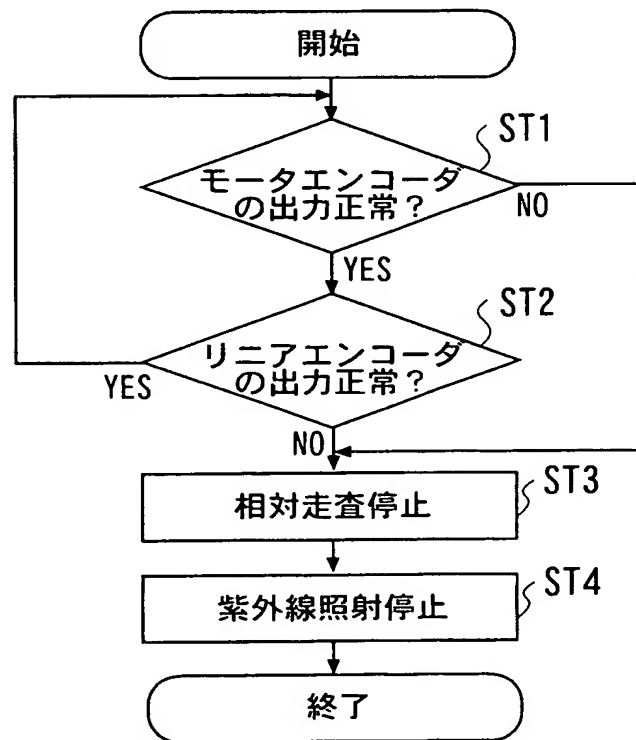 開始
ST1
モータエンコーダ
の出力正常？
NO
YES
ST2
リニアエンコーダ
の出力正常？
YES
NO
ST3
相対走査停止
ST4
紫外線照射停止
終了